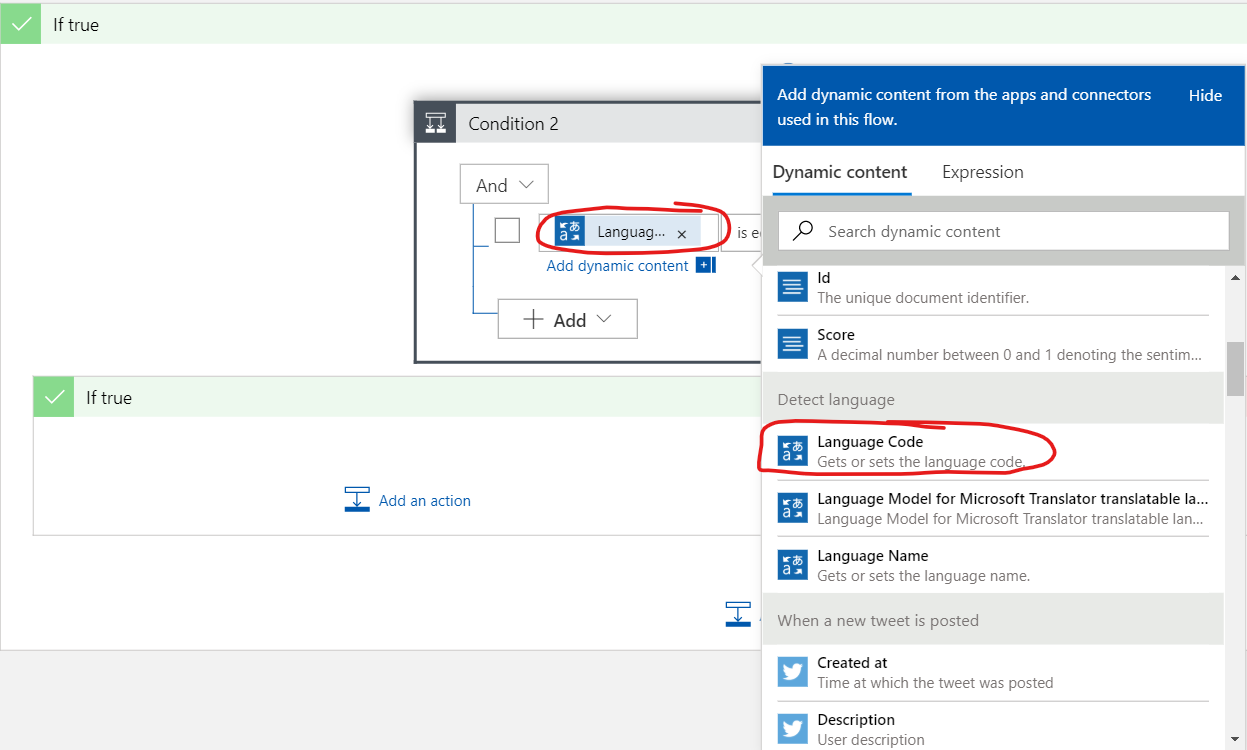 If true
Condition 2
And
Languag... ×
is e
Add dynamic content
Add
If true
Add an action
Add dynamic content from the apps and connectors
used in this flow.
Hide
Dynamic content
Expression
Search dynamic content
Id
The unique document identifier.
Score
A decimal number between 0 and 1 denoting the sentim...
Detect language
Language Code
Gets or sets the language code.
Language Model for Microsoft Translator translatable la...
Language Model for Microsoft Translator translatable lan...
Language Name
Gets or sets the language name.
When a new tweet is posted
Created at
Time at which the tweet was posted
Description
User description